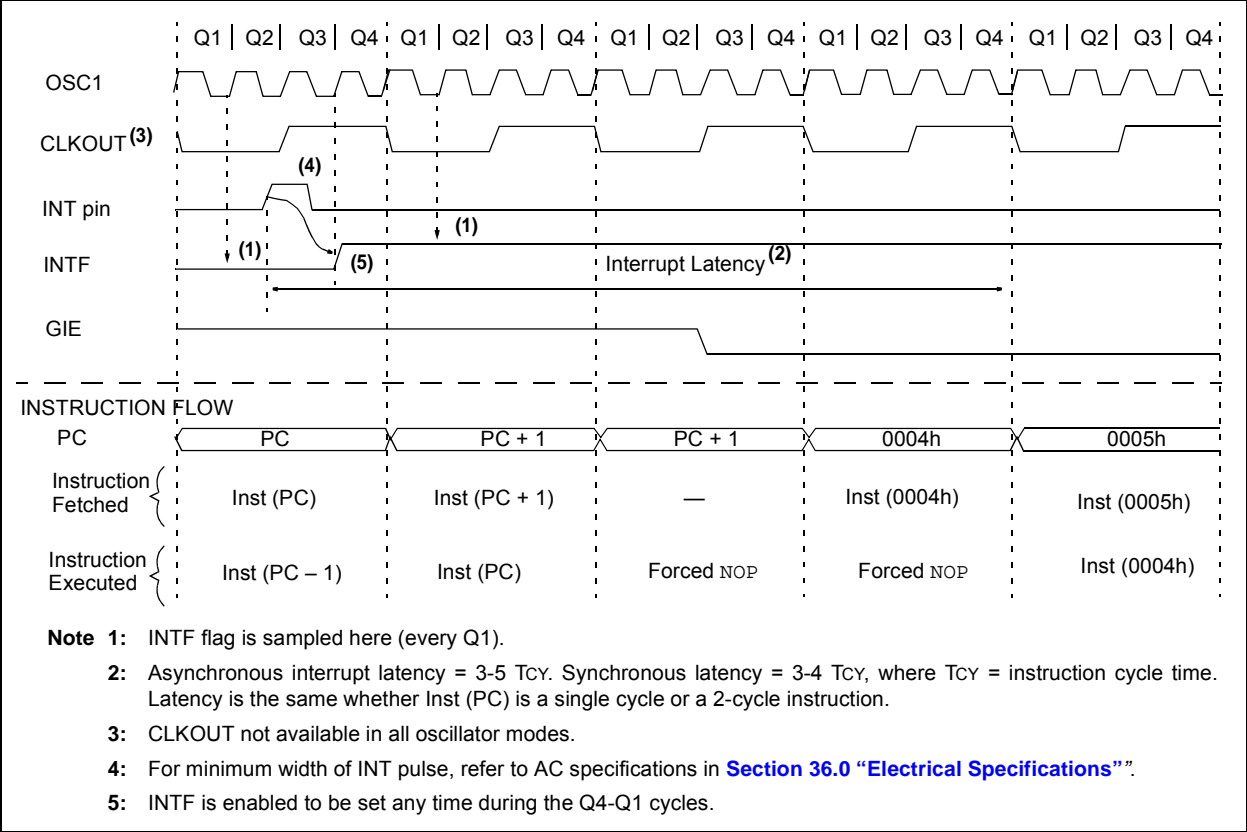 Q1 Q2 Q3 Q4 Q1 Q2 Q3 Q4 Q1 Q2 Q3 Q4 Q1 Q2 Q3 Q4 Q1 Q2 Q3 Q4
OSC1
CLKOUT (3)
(4)
INT pin
(1)
(1)
INTF
(5)
Interrupt Latency (2)
GIE
INSTRUCTION FLOW
PC PC PC + 1 PC + 1 0004h 0005h
Instruction
Fetched
Inst (PC) Inst (PC + 1) — Inst (0004h) Inst (0005h)
Instruction
Executed
Inst (PC – 1) Inst (PC) Forced NOP Forced NOP Inst (0004h)
Note 1: INTF flag is sampled here (every Q1).
2: Asynchronous interrupt latency = 3-5 TCY. Synchronous latency = 3-4 TCY, where TCY = instruction cycle time.
Latency is the same whether Inst (PC) is a single cycle or a 2-cycle instruction.
3: CLKOUT not available in all oscillator modes.
4: For minimum width of INT pulse, refer to AC specifications in Section 36.0 “Electrical Specifications””.
5: INTF is enabled to be set any time during the Q4-Q1 cycles.